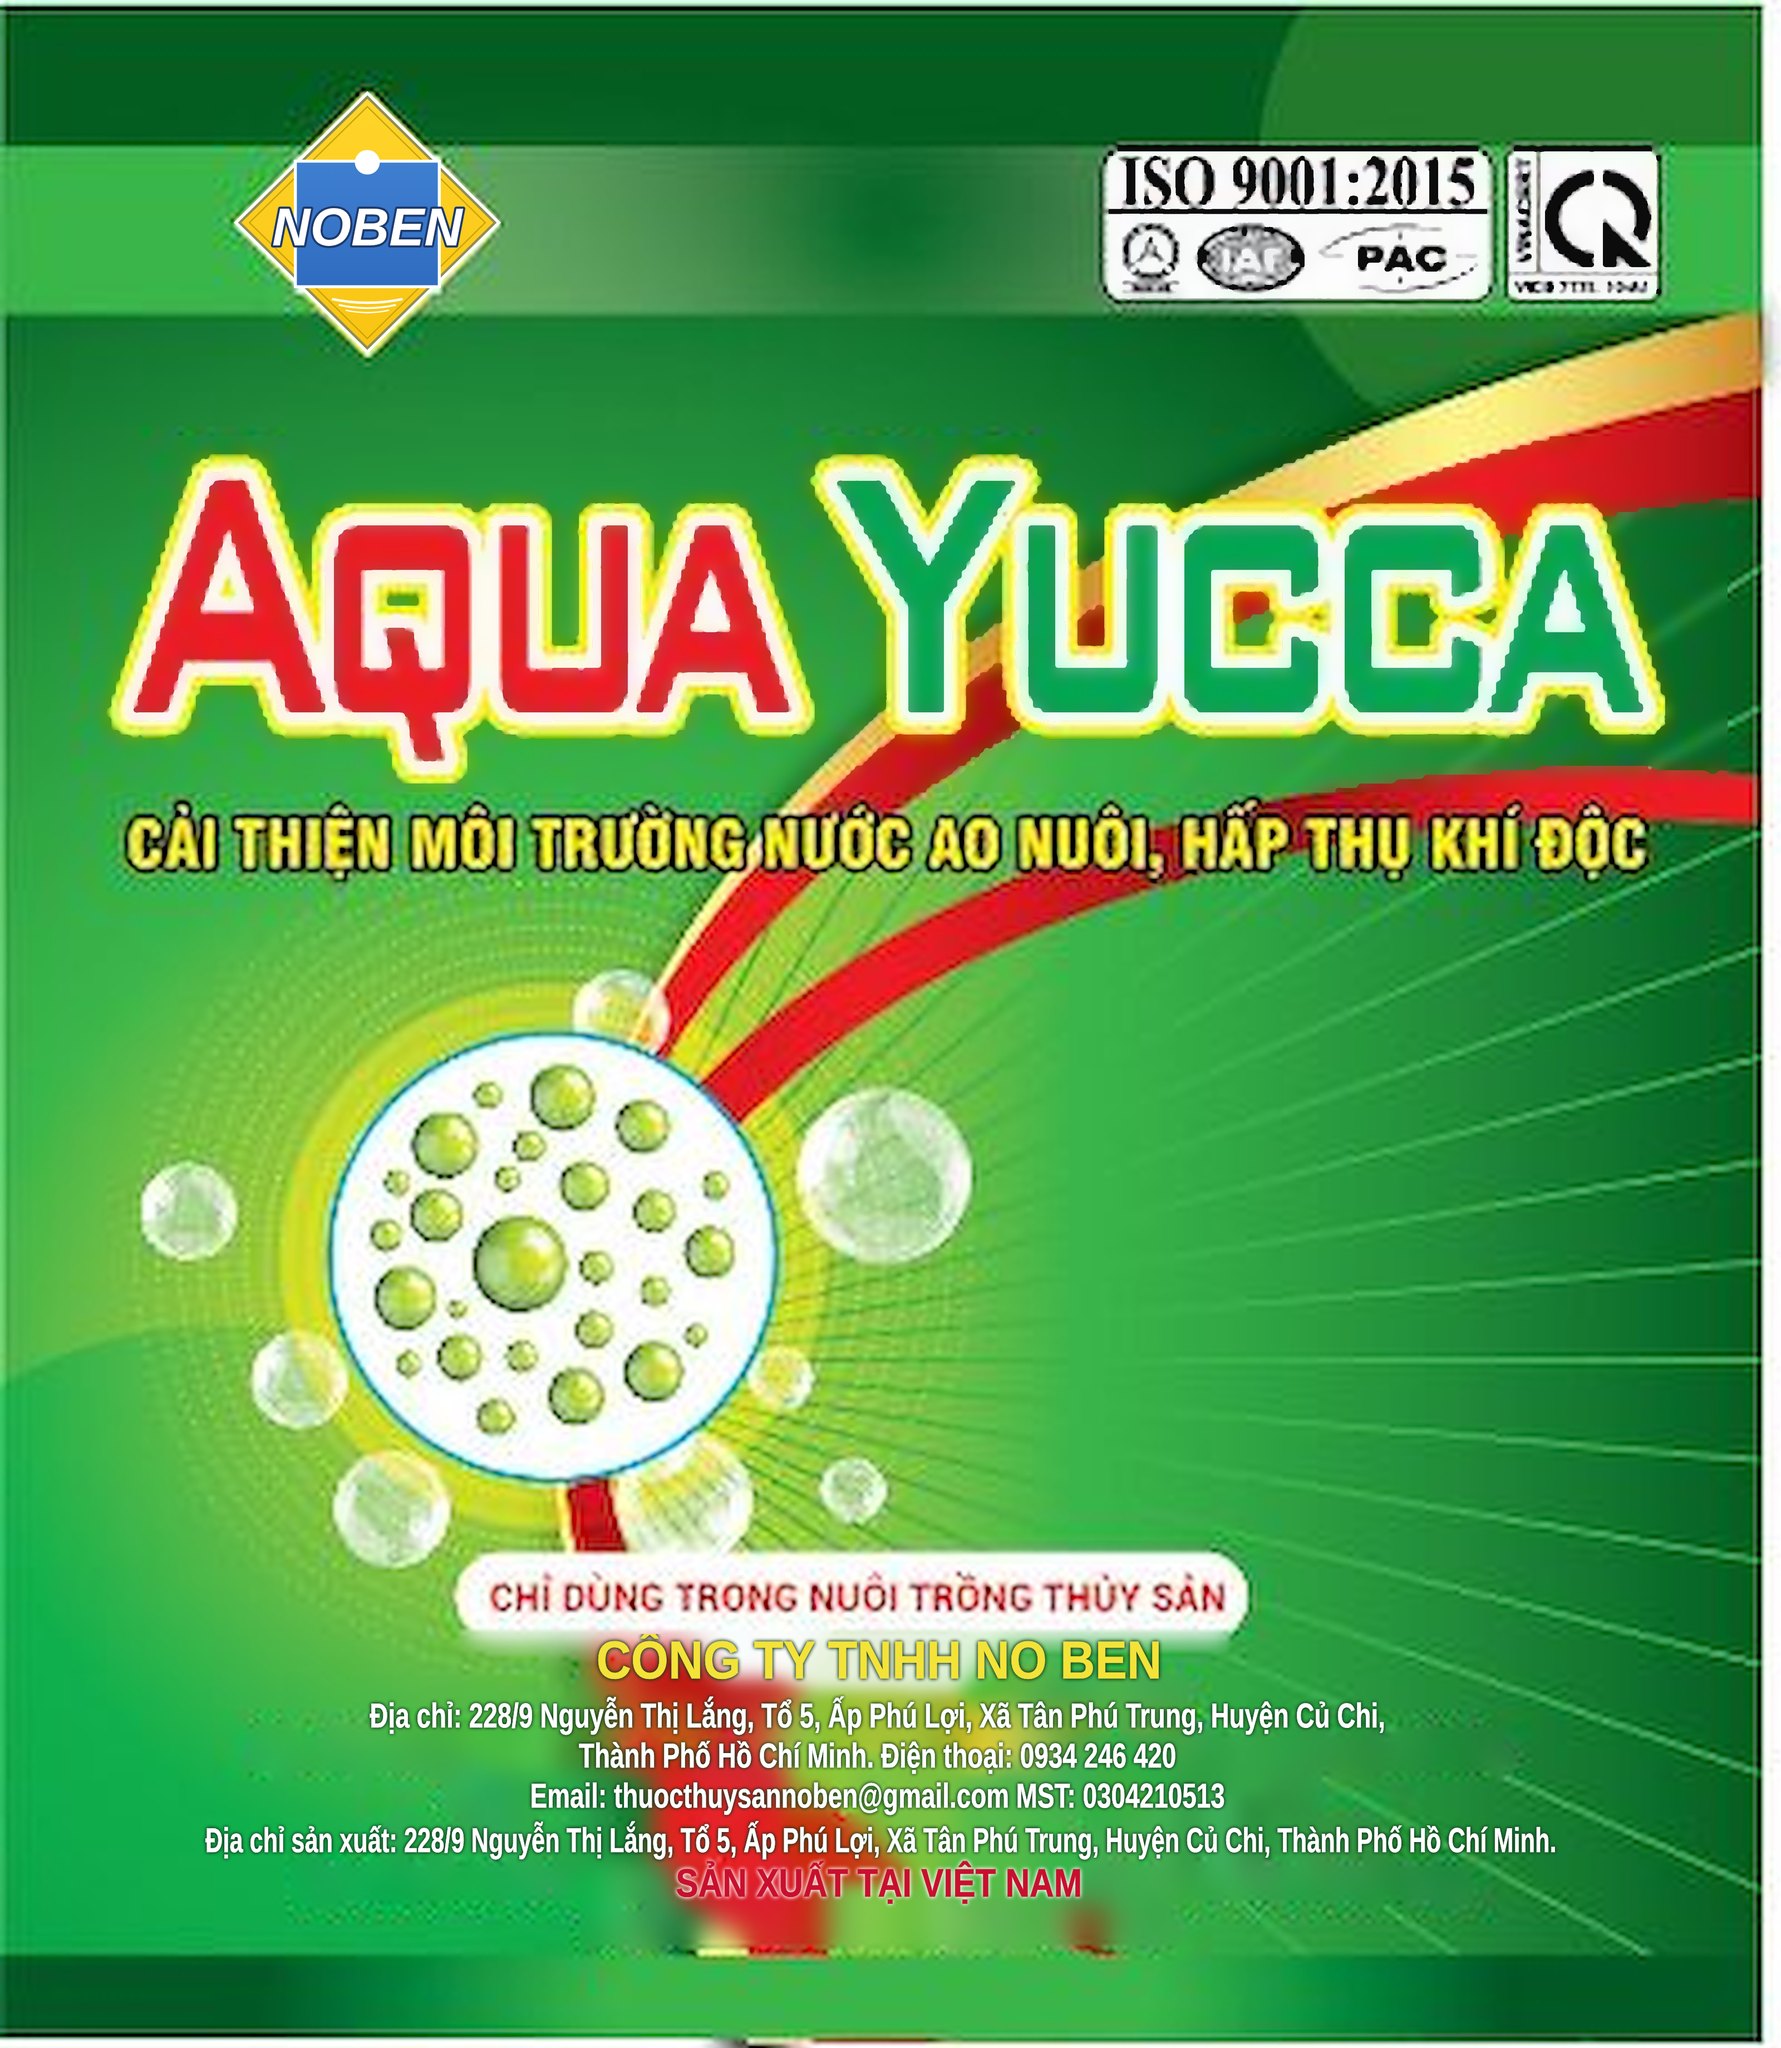 NOBEN
ISO 9001:2015
IAF
PAC
AQUA YUCCA
CẢI THIỆN MÔI TRƯỜNG NƯỚC AO NUÔI, HẤP THỤ KHÍ ĐỘC
CHỈ DÙNG TRONG NUÔI TRỒNG THỦY SẢN
CÔNG TY TNHH NO BEN
Địa chỉ: 228/9 Nguyễn Thị Lắng, Tổ 5, Ấp Phú Lợi, Xã Tân Phú Trung, Huyện Củ Chi,
Thành Phố Hồ Chí Minh. Điện thoại: 0934 246 420
Email: thuocthuysannoben@gmail.com MST: 0304210513
Địa chỉ sản xuất: 228/9 Nguyễn Thị Lắng, Tổ 5, Ấp Phú Lợi, Xã Tân Phú Trung, Huyện Củ Chi, Thành Phố Hồ Chí Minh.
SẢN XUẤT TẠI VIỆT NAM